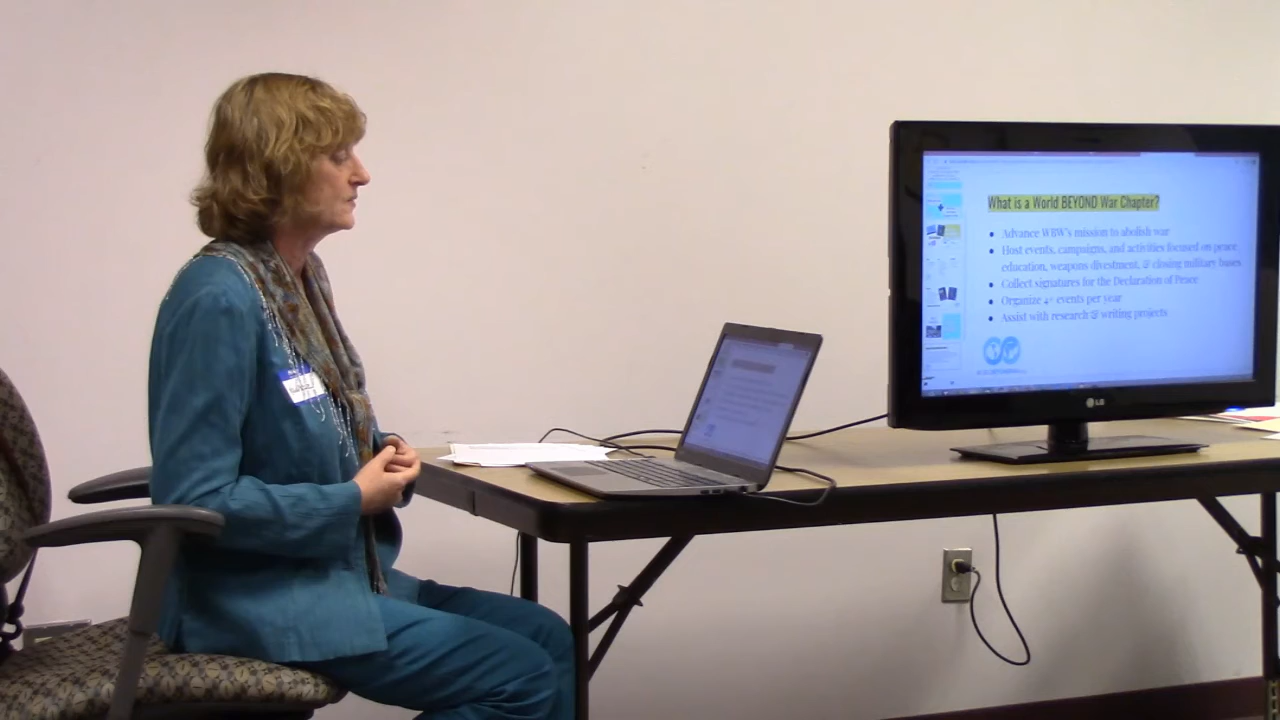 What is a World BEYOND War Chapter?
Advance WBW's mission to abolish war
Host events, campaigns, and activities focused on peace
education, weapons divestment, & closing military bases
Collect signatures for the Declaration of Peace
Organize 4+ events per year
Assist with research & writing projects
LG